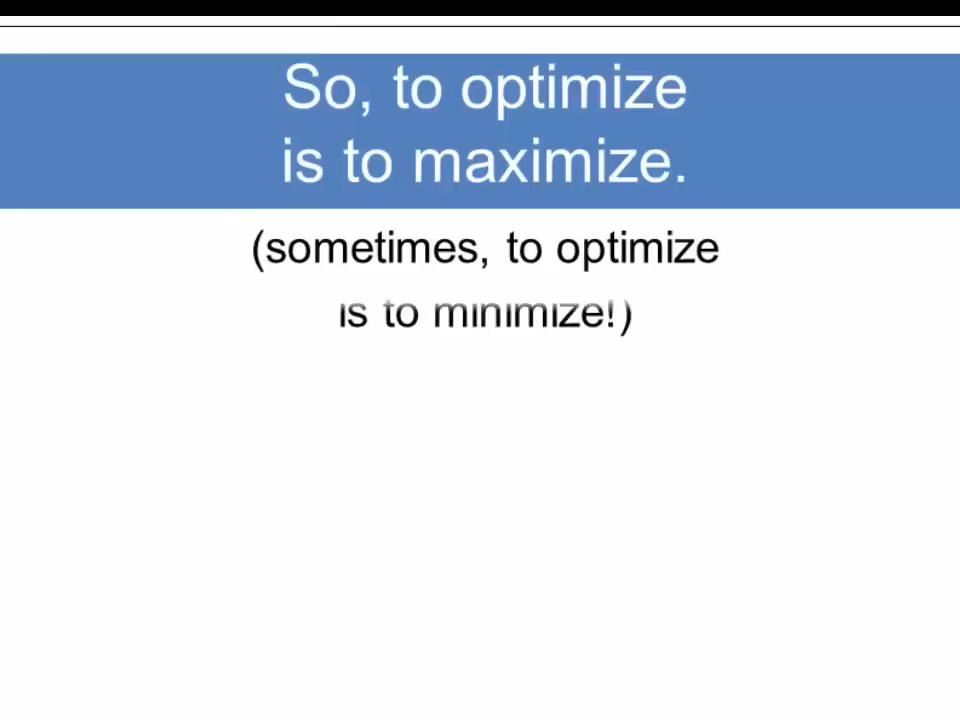 So, to optimize
is to maximize.
(sometimes, to optimize
is to minimize!)